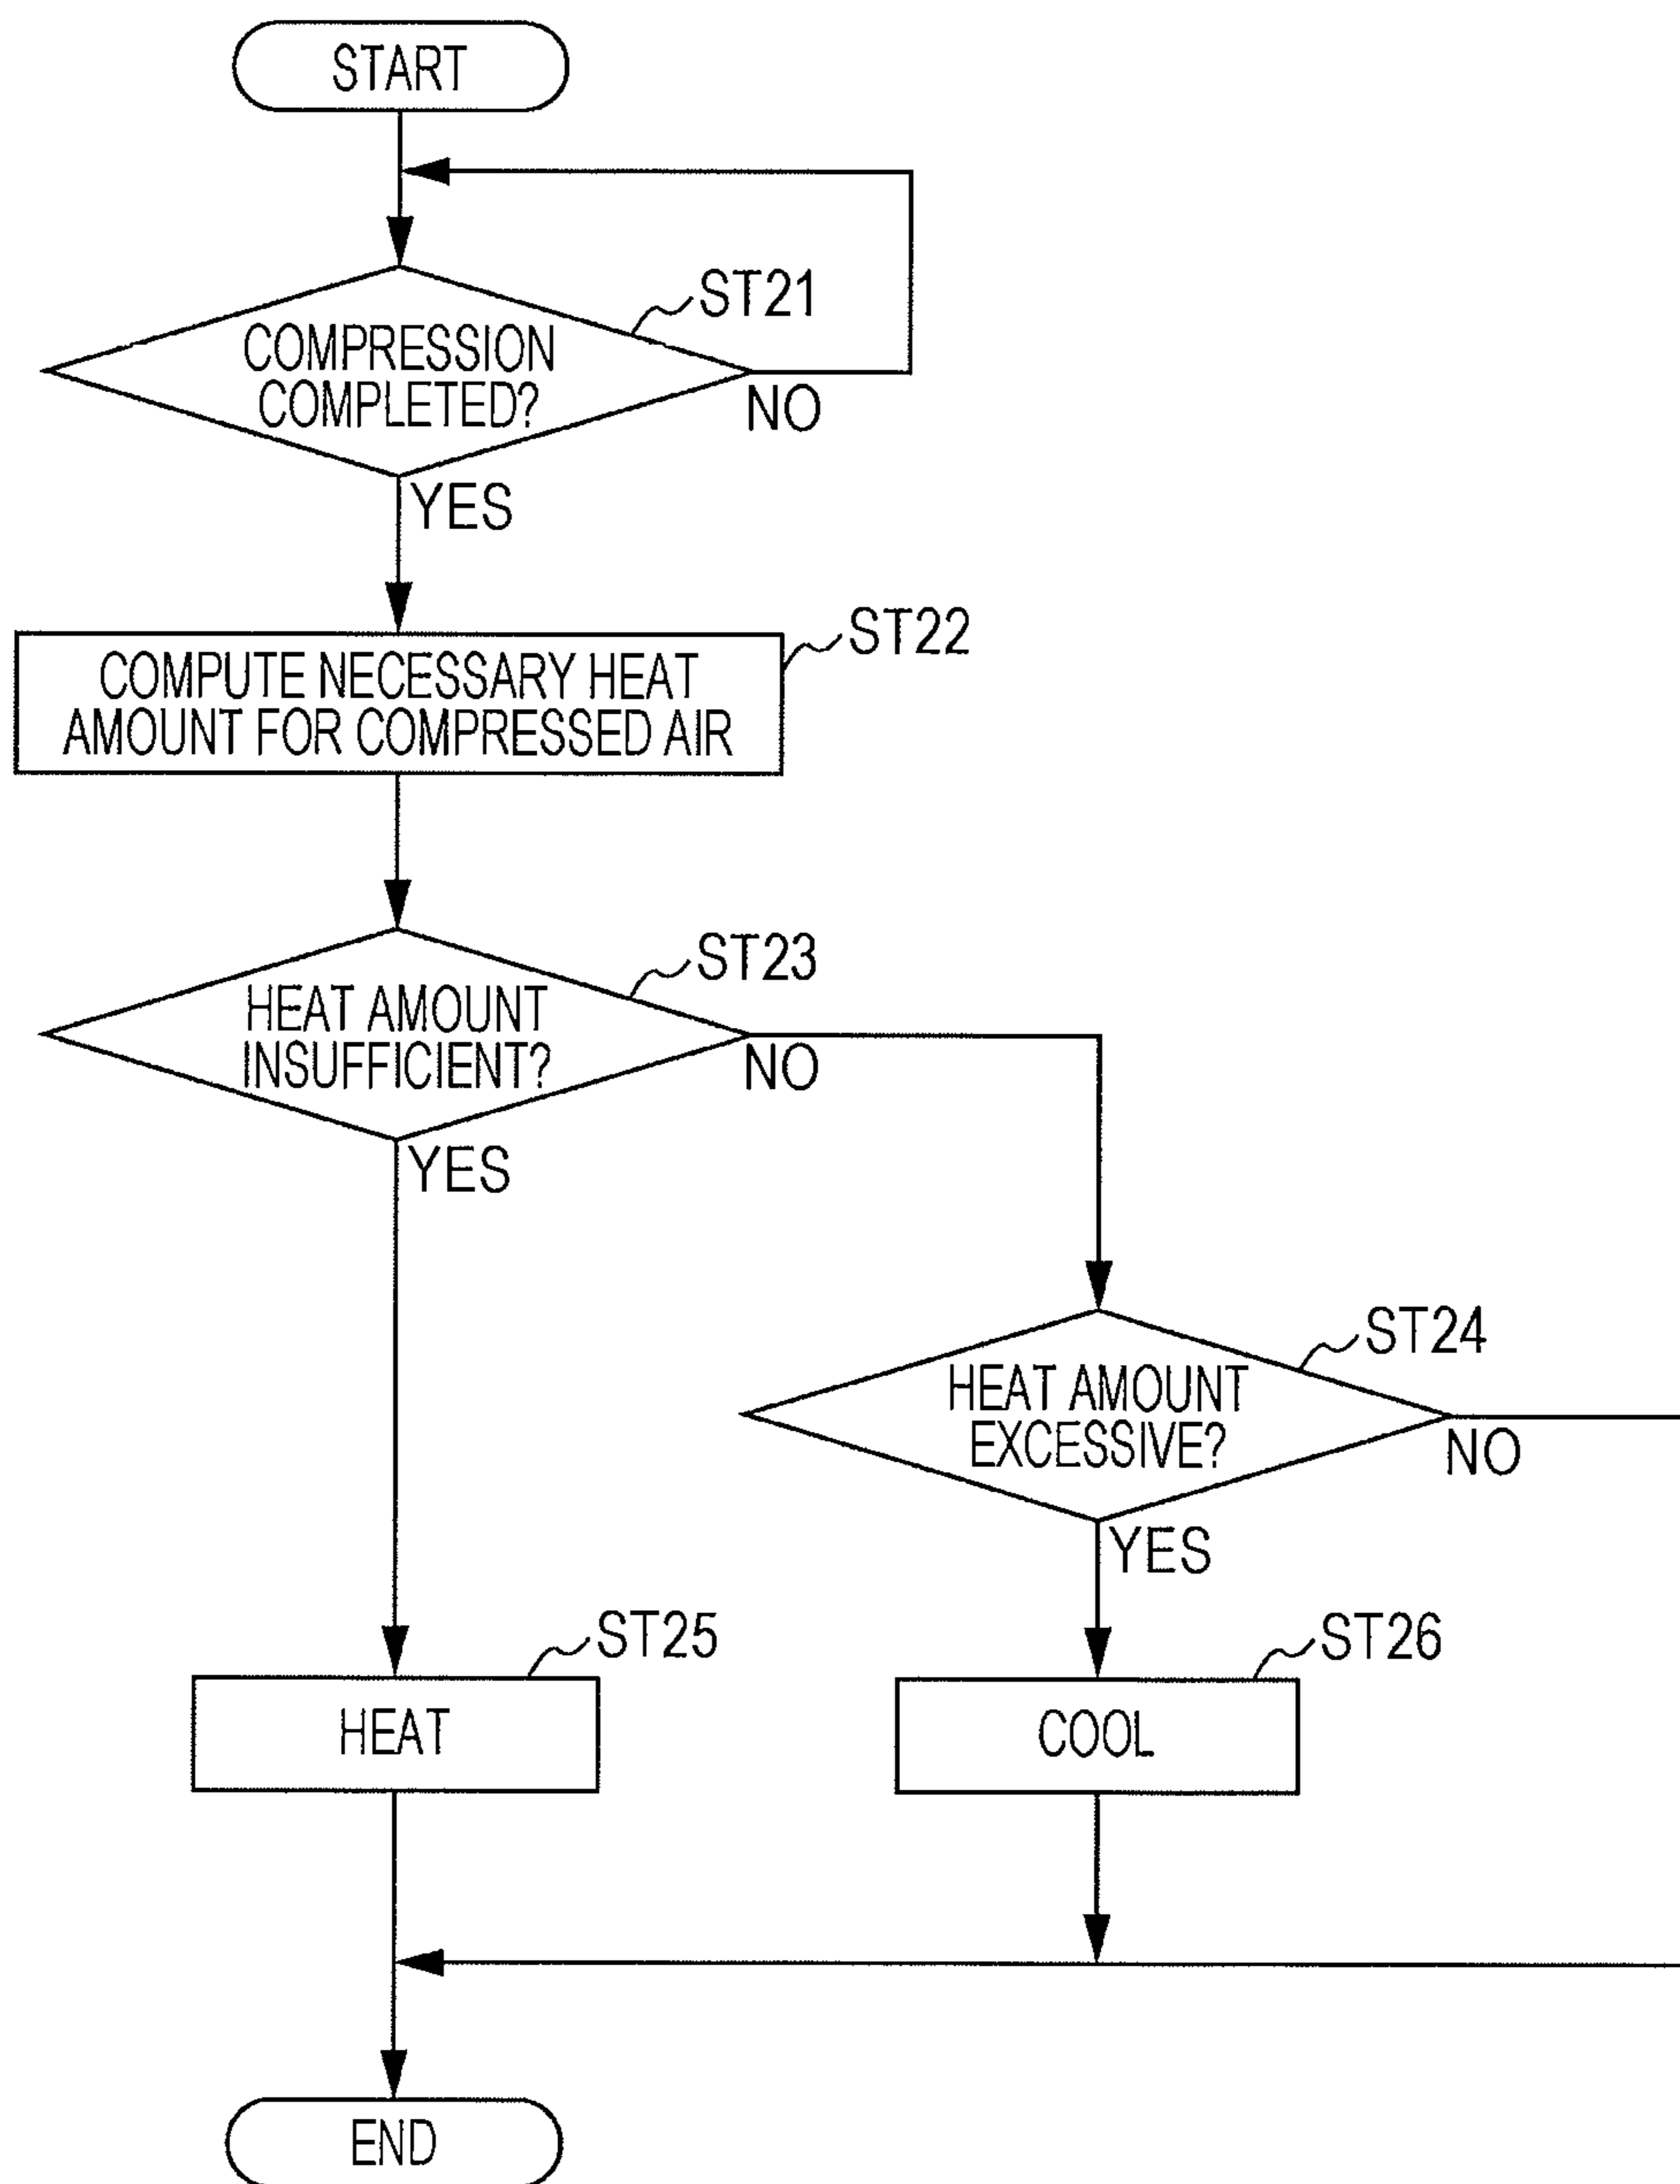 START
ST21
COMPRESSION
COMPLETED?
NO
YES
ST22
COMPUTE NECESSARY HEAT
AMOUNT FOR COMPRESSED AIR
ST23
HEAT AMOUNT
INSUFFICIENT?
NO
YES
ST24
HEAT AMOUNT
EXCESSIVE?
NO
YES
ST25
HEAT
ST26
COOL
END